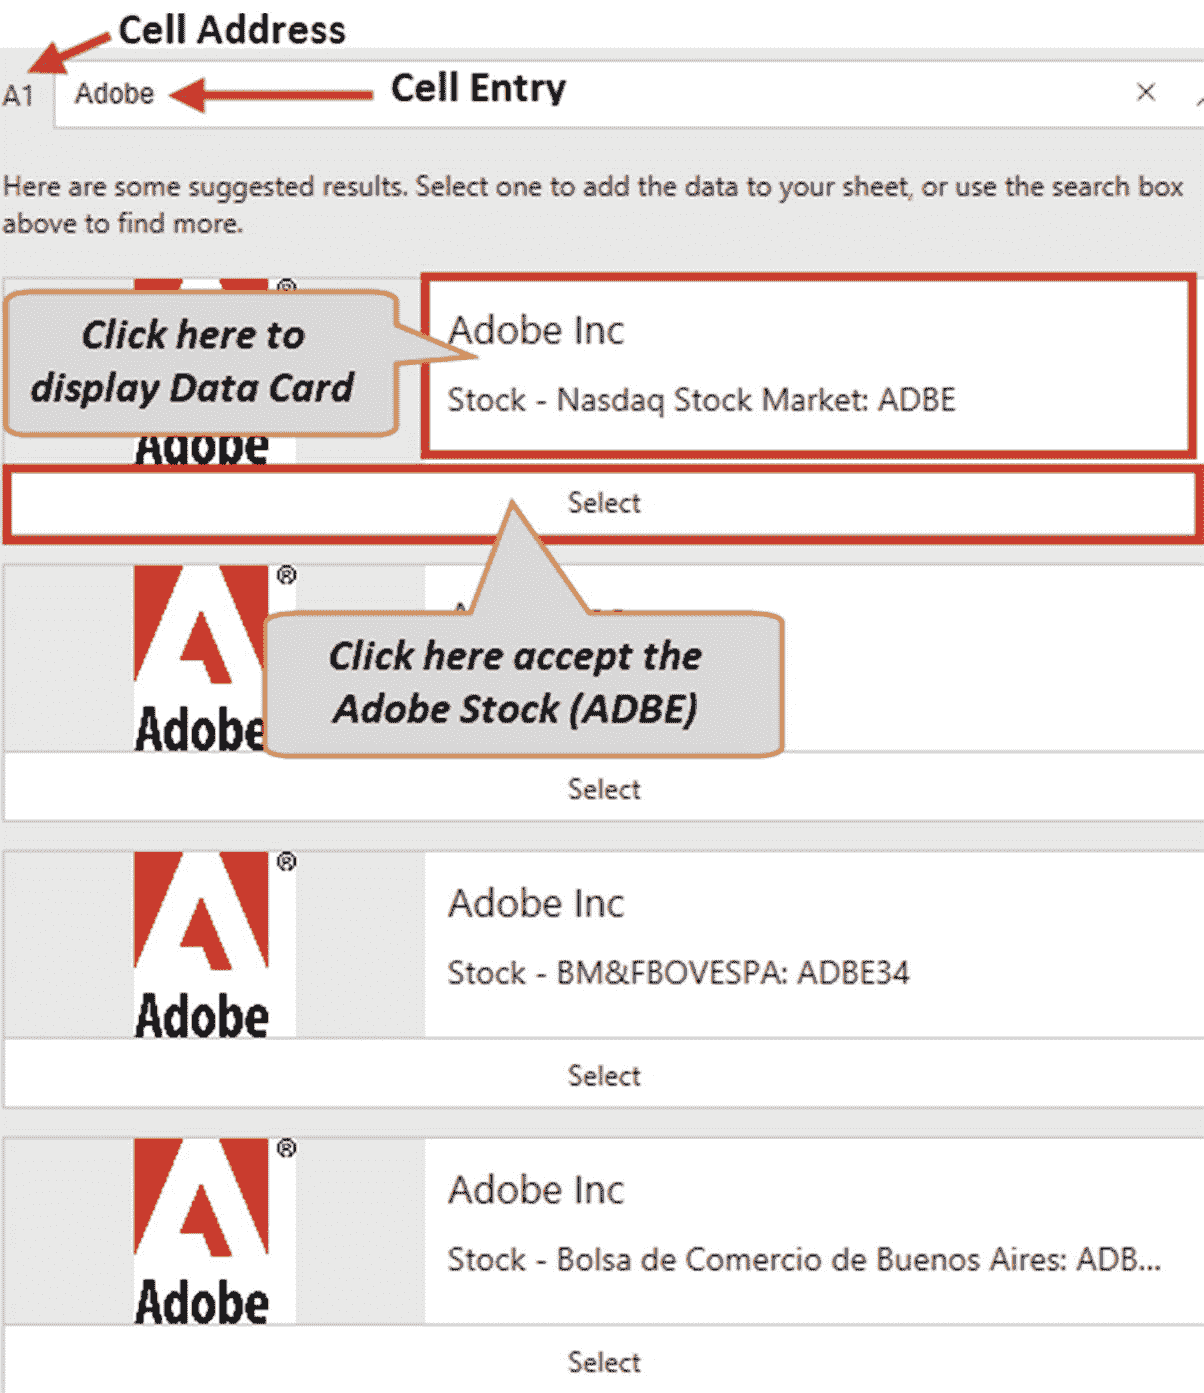 Cell Address
A1
Adobe
Cell Entry
Here are some suggested results. Select one to add the data to your sheet, or use the search box
above to find more.
®
Click here to
display Data Card
Adobe
Adobe Inc
Stock - Nasdaq Stock Market: ADBE
Select
®
Adobe
Click here accept the
Adobe Stock (ADBE)
Select
®
Adobe
Adobe Inc
Stock - BM&FBOVESPA: ADBE34
Select
®
Adobe
Adobe Inc
Stock - Bolsa de Comercio de Buenos Aires: ADB...
Select